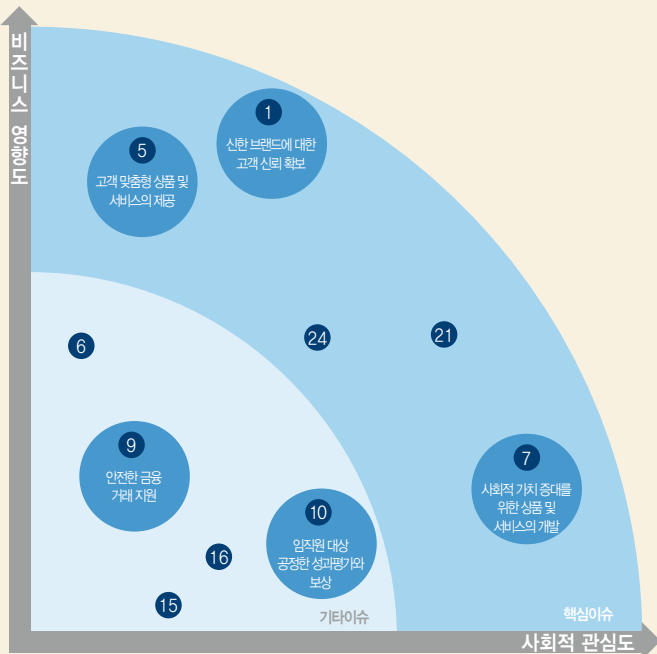 비즈니스 영향도
1
신한 브랜드에 대한
고객 신뢰 확보
5
고객 맞춤형 상품 및
서비스의 제공
6
24
21
9
안전한 금융
거래 지원
7
사회적 가치 증대를
위한 상품 및
서비스의 개발
10
임직원 대상
공정한 성과평가와
보상
16
15
기타이슈
핵심이슈
사회적 관심도